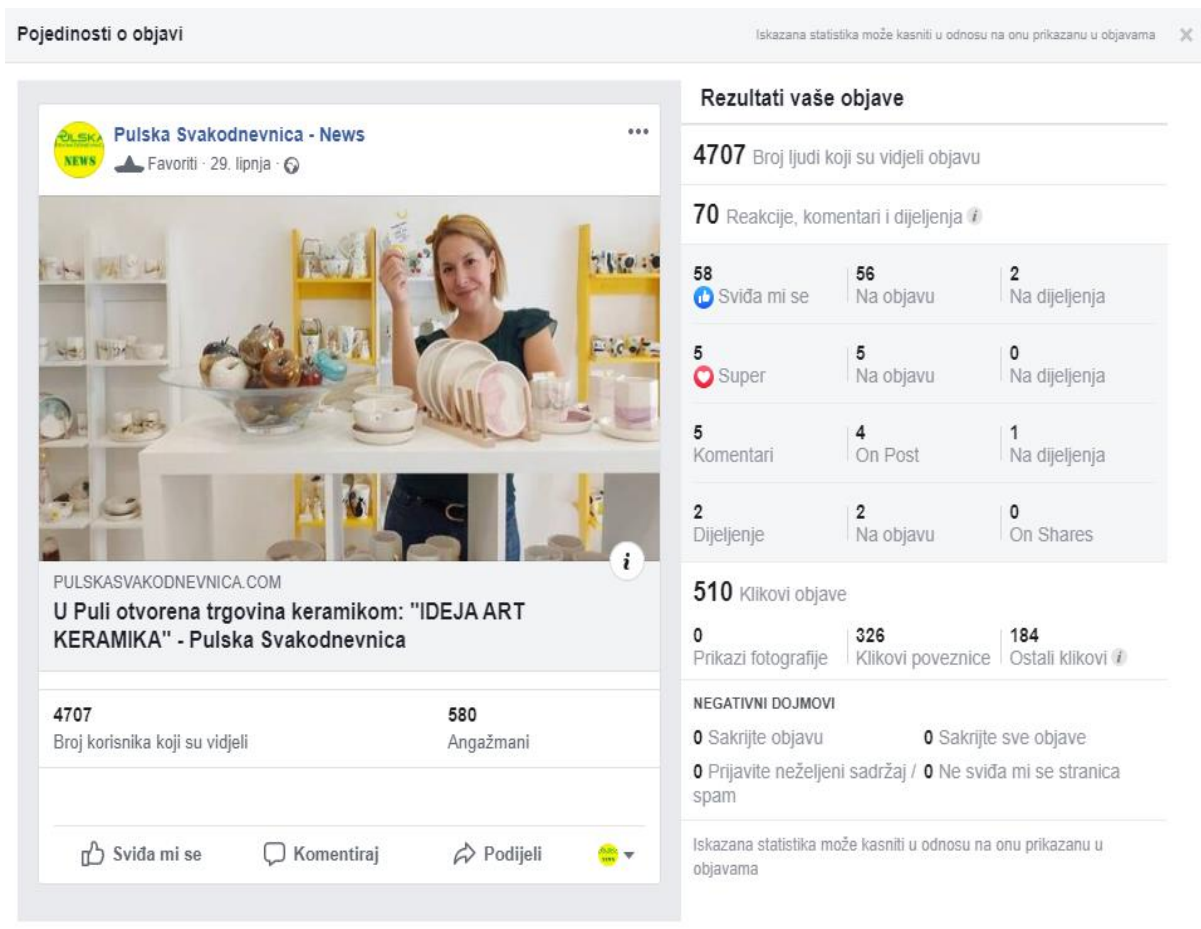 Pojedinosti o objavi
Iskazana statistika može kasniti u odnosu na onu prikazanu u objavama
PULSKA
NEWS
Pulska Svakodnevnica - News
Favoriti · 29. lipnja ·
PULSKASVAKODNEVNICA.COM
U Puli otvorena trgovina keramikom: "IDEJA ART
KERAMIKA" - Pulska Svakodnevnica
4707
Broj korisnika koji su vidjeli
580
Angažmani
Sviđa mi se
Komentiraj
Podijeli
Rezultati vaše objave
4707 Broj ljudi koji su vidjeli objavu
70 Reakcije, komentari i dijeljenja i
58
Sviđa mi se
56
Na objavu
2
Na dijeljenja
5
Super
5
Na objavu
0
Na dijeljenja
5
Komentari
4
On Post
1
Na dijeljenja
2
Dijeljenje
2
Na objavu
0
On Shares
510 Klikovi objave
0
Prikazi fotografije
326
Klikovi poveznice
184
Ostali klikovi i
NEGATIVNI DOJMOVI
0 Sakrijte objavu
0 Sakrijte sve objave
0 Prijavite neželjeni sadržaj /
spam
0 Ne sviđa mi se stranica
Iskazana statistika može kasniti u odnosu na onu prikazanu u
objavama